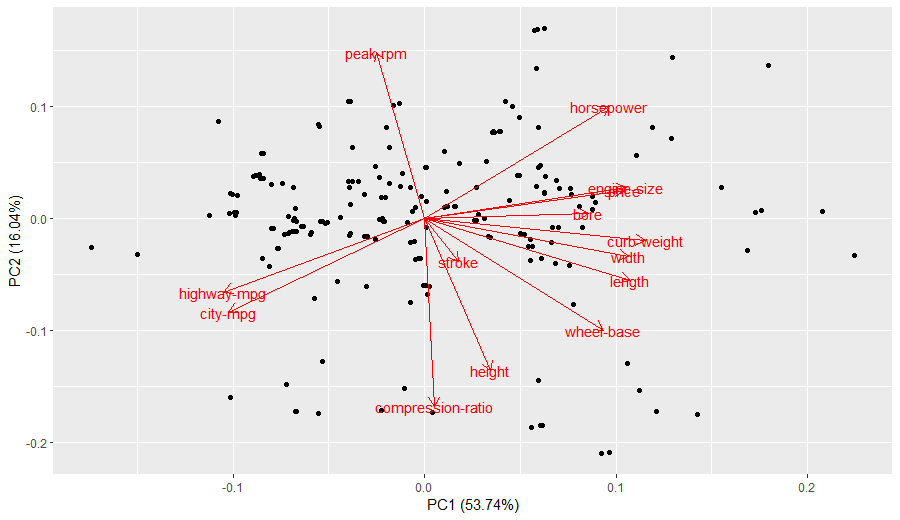 peak-rpm
0.1
horsepower
engine-size
price
bore
0.0
curb-weight
width
stroke
length
highway-mpg
city-mpg
-0.1
wheel-base
height
compression-ratio
-0.2
-0.1
0.0
0.1
0.2
PC1 (53.74%)
PC2 (16.04%)